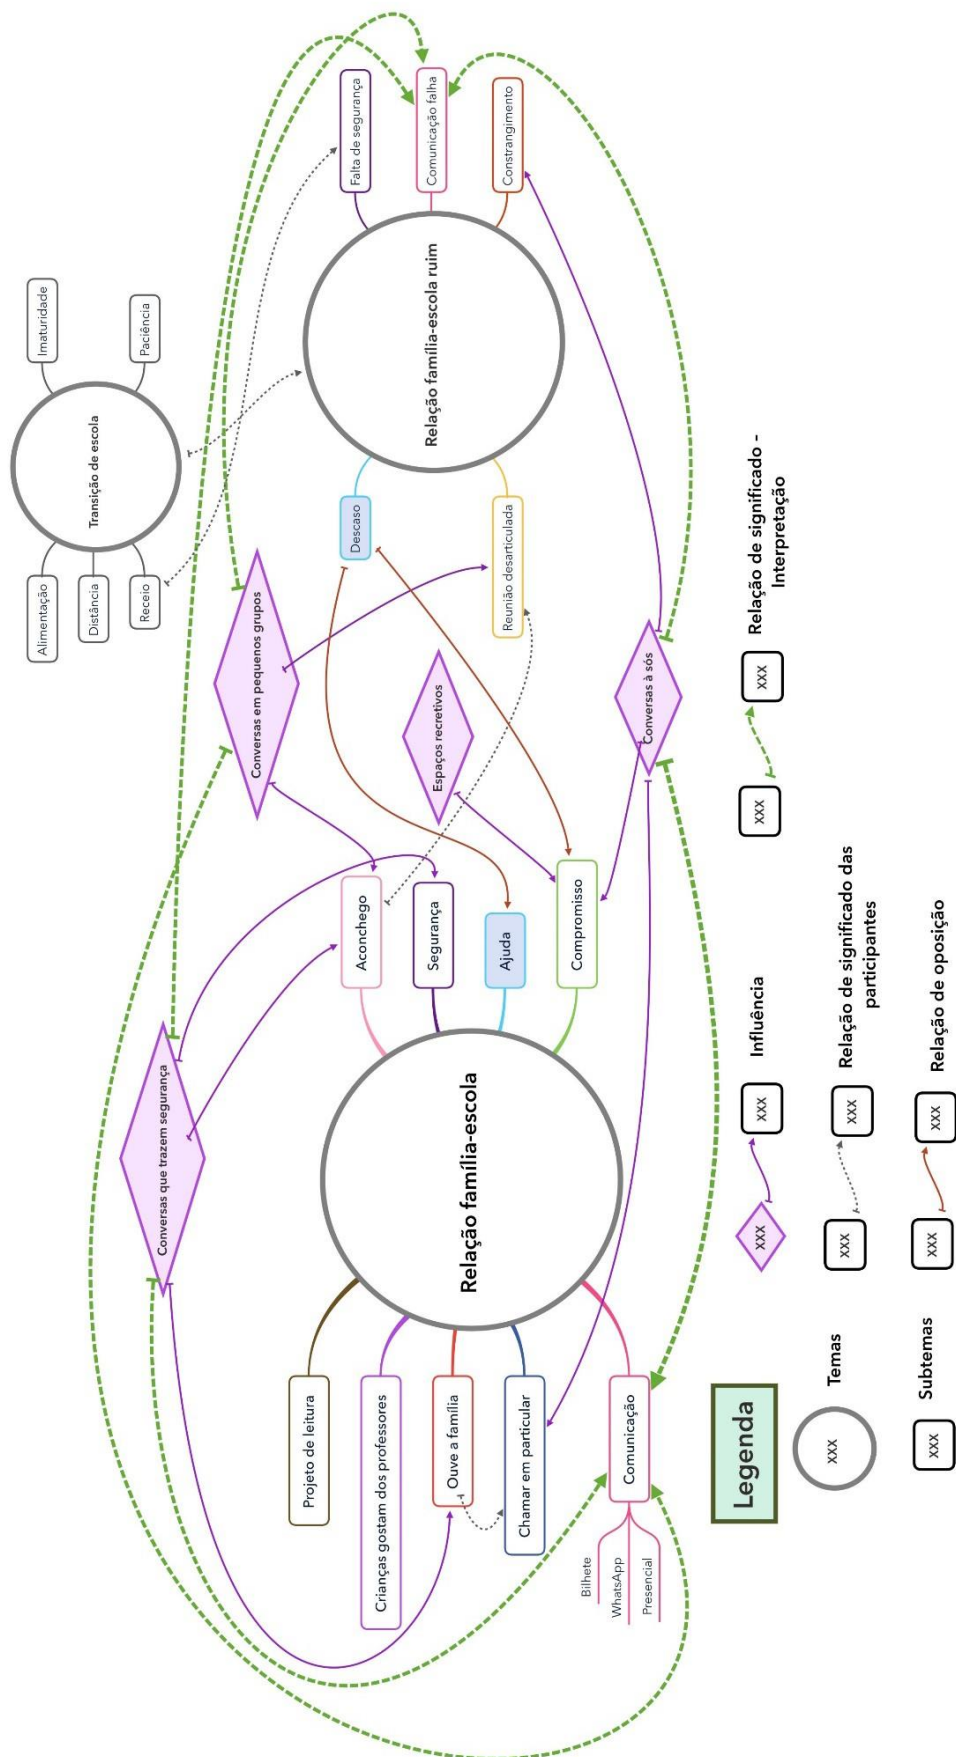 Imaturidade
Paciência
Transição de escola
Alimentação
Distância
Receio
Falta de segurança
Comunicação falha
Constrangimento
Relação família-escola ruim
Descaso
Reunião desarticulada
Conversas em pequenos grupos
Espaços recretivos
Conversas à sós
Conversas que trazem segurança
Aconchego
Segurança
Ajuda
Compromisso
Relação família-escola
Projeto de leitura
Crianças gostam dos professores
Ouve a família
Chamar em particular
Comunicação
Bilhete
WhatsApp
Presencial
Legenda
xxx
Temas
xxx
Subtemas
xxx
xxx
Influência
xxx
xxx
Relação de significado das
participantes
xxx
xxx
Relação de oposição
xxx
xxx
Relação de significado -
Interpretação